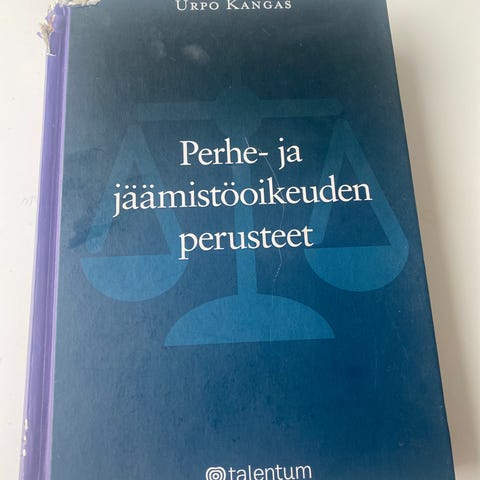 URPO KANGAS
Perhe- ja
jäämistöoikeuden
perusteet
talentum